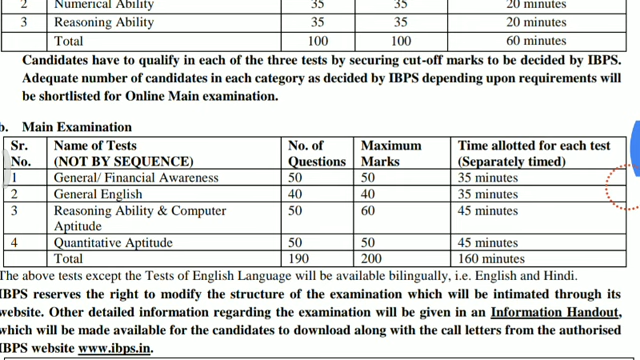 2 Numerical Ability 35 35 20 minutes
3 Reasoning Ability 35 35 20 minutes
Total 100 100 60 minutes
Candidates have to qualify in each of the three tests by securing cut-off marks to be decided by IBPS.
Adequate number of candidates in each category as decided by IBPS depending upon requirements will
be shortlisted for Online Main examination.
b. Main Examination
Sr. Name of Tests No. of Maximum Time allotted for each test
No. (NOT BY SEQUENCE) Questions Marks (Separately timed)
1 General/ Financial Awareness 50 50 35 minutes
2 General English 40 40 35 minutes
3 Reasoning Ability & Computer 50 60 45 minutes
Aptitude
4 Quantitative Aptitude 50 50 45 minutes
Total 190 200 160 minutes
The above tests except the Tests of English Language will be available bilingually, i.e. English and Hindi.
IBPS reserves the right to modify the structure of the examination which will be intimated through its
website. Other detailed information regarding the examination will be given in an Information Handout,
which will be made available for the candidates to download along with the call letters from the authorised
IBPS website www.ibps.in.